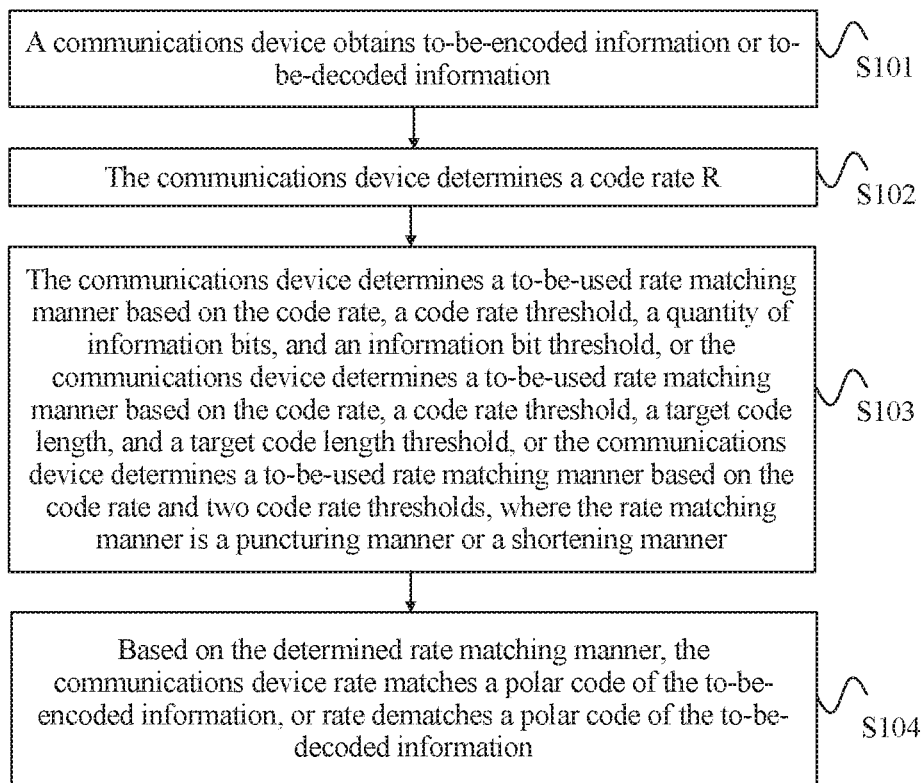 A communications device obtains to-be-encoded information or to-
be-decoded information
S101
The communications device determines a code rate R
S102
The communications device determines a to-be-used rate matching
manner based on the code rate, a code rate threshold, a quantity of
information bits, and an information bit threshold, or the
communications device determines a to-be-used rate matching
manner based on the code rate, a code rate threshold, a target code
length, and a target code length threshold, or the communications
device determines a to-be-used rate matching manner based on the
code rate and two code rate thresholds, where the rate matching
manner is a puncturing manner or a shortening manner
S103
Based on the determined rate matching manner, the
communications device rate matches a polar code of the to-be-
encoded information, or rate dematches a polar code of the to-be-
decoded information
S104